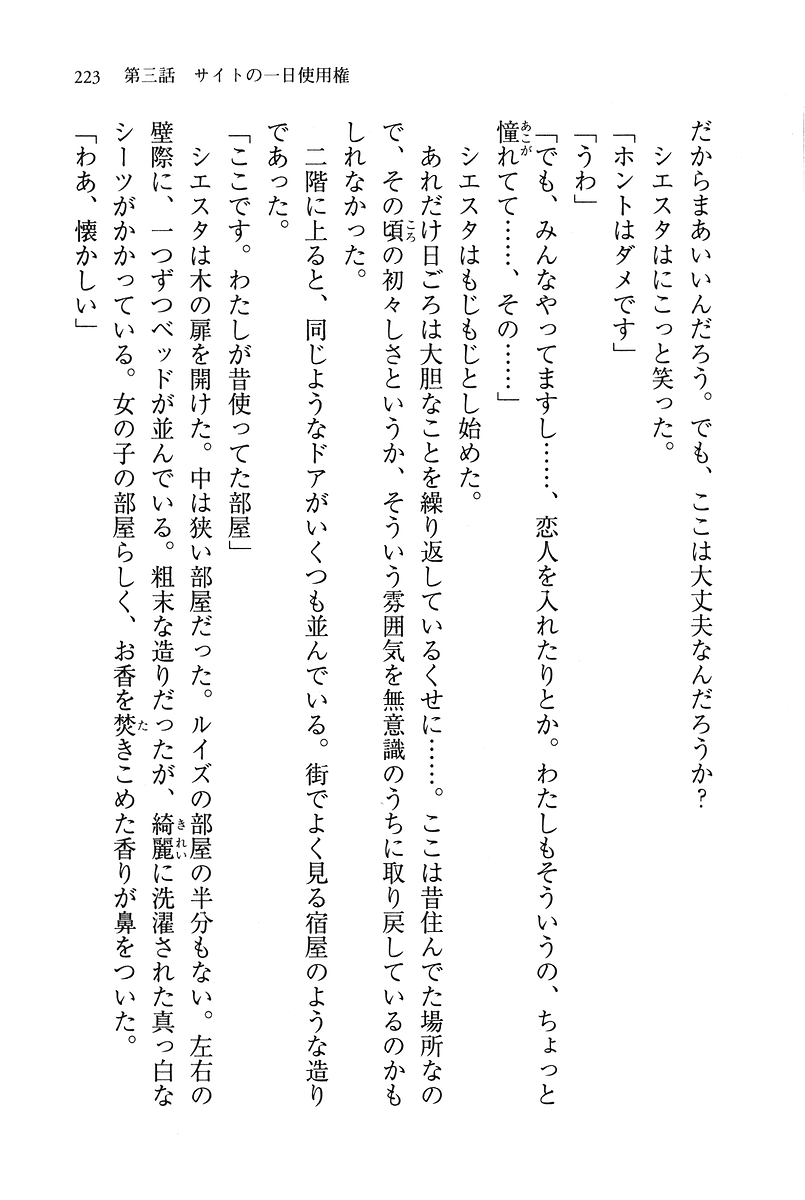 223　第三話　サイトの一日使用権
だからまあいいんだろう。でも、ここは大丈夫なんだろうか？
　シエスタはにこっと笑った。
「ホントはダメです」
「うわ」
「でも、みんなやってますし……、恋人を入れたりとか。わたしもそういうの、ちょっと
憧れてて……、その……」
　シエスタはもじもじとし始めた。
　あれだけ日ごろは大胆なことを繰り返しているくせに……。ここは昔住んでた場所なの
で、その頃の初々しさというか、そういう雰囲気を無意識のうちに取り戻しているのかも
しれなかった。
　二階に上ると、同じようなドアがいくつも並んでいる。街でよく見る宿屋のような造り
であった。
「ここです。わたしが昔使ってた部屋」
　シエスタは木の扉を開けた。中は狭い部屋だった。ルイズの部屋の半分もない。左右の
壁際に、一つずつベッドが並んでいる。粗末な造りだったが、綺麗に洗濯された真っ白な
シーツがかかっている。女の子の部屋らしく、お香を焚きこめた香りが鼻をついた。
「わあ、懐かしい」